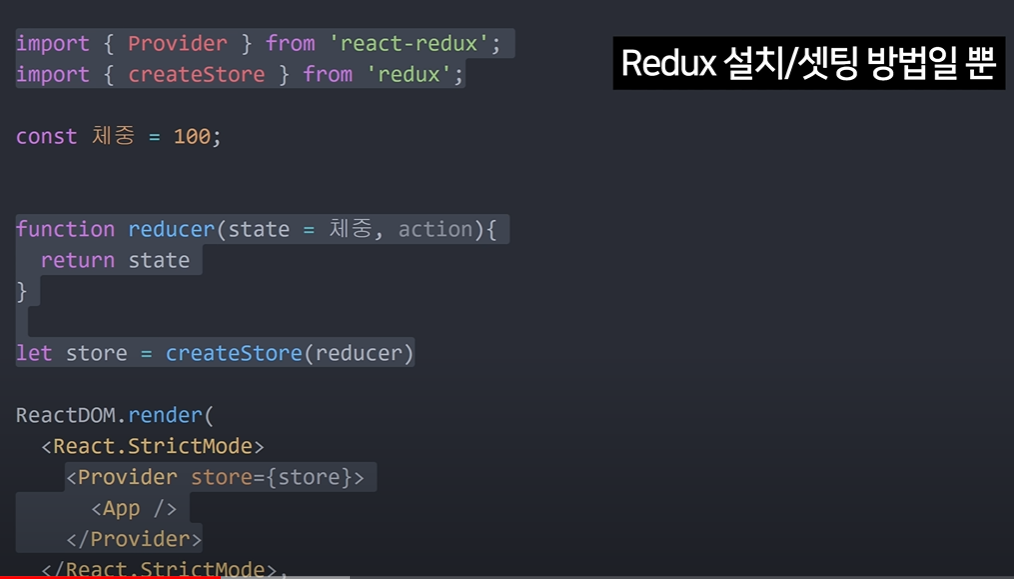 import { Provider } from 'react-redux';
import { createStore } from 'redux';
Redux 설치/셋팅 방법일 뿐
const 체중 = 100;
function reducer(state = 체중, action){
  return state
}
let store = createStore(reducer)
ReactDOM.render(
  <React.StrictMode>
    <Provider store={store}>
      <App />
    </Provider>
  </React.StrictMode>,